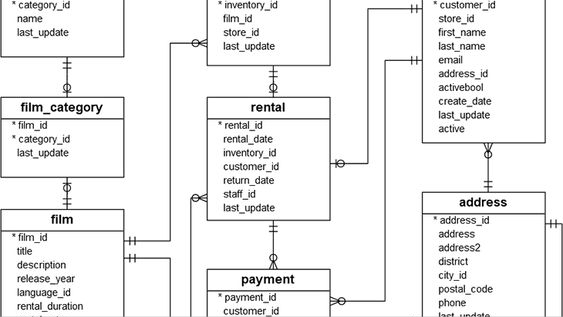 * category_id
name
last_update
film_category
* film_id
* category_id
last_update
film
* film_id
title
description
release_year
language_id
rental_duration
* inventory_id
film_id
store_id
last_update
rental
* rental_id
rental_date
inventory_id
customer_id
return_date
staff_id
last_update
payment
* payment_id
customer_id
* customer_id
store_id
first_name
last_name
email
address_id
activebool
create_date
last_update
active
address
* address_id
address
address2
district
city_id
postal_code
phone
last_update